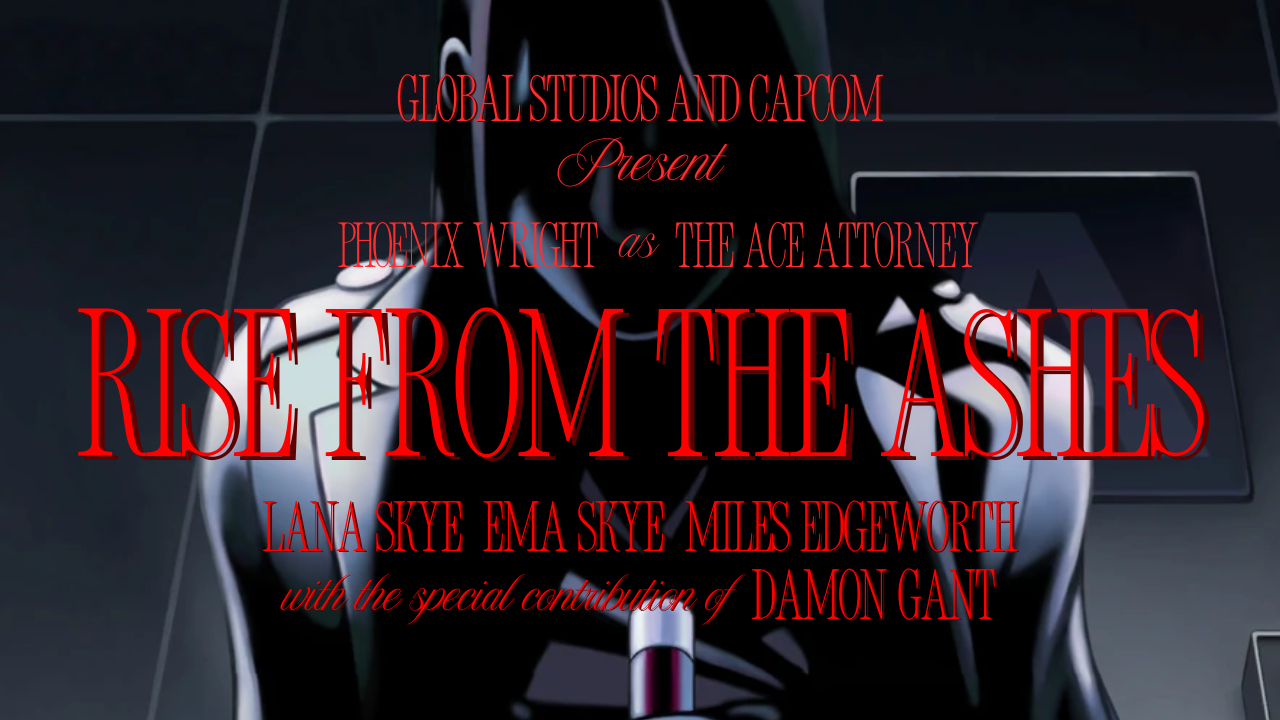 GLOBAL STUDIOS AND CAPCOM
Present
PHOENIX WRIGHT as THE ACE ATTORNEY
RISE FROM THE ASHES
LANA SKYE EMA SKYE MILES EDGEWORTH
with the special contribution of DAMON GANT